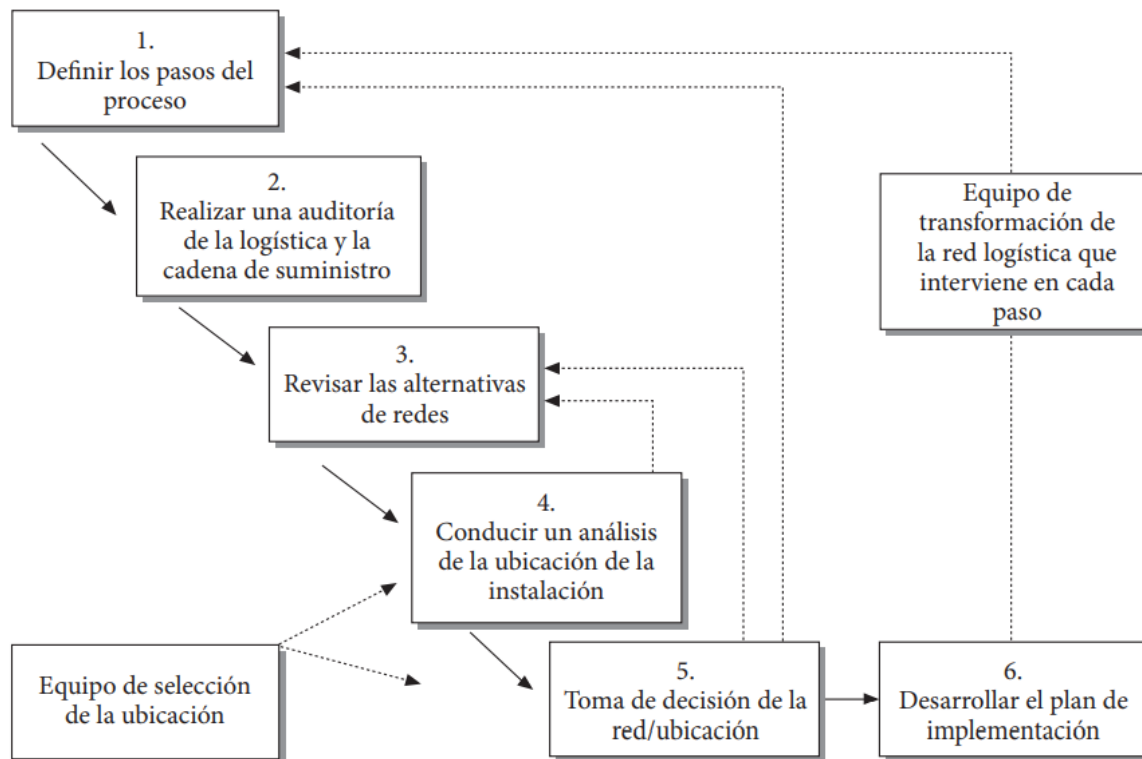 1.
Definir los pasos del
proceso
2.
Realizar una auditoría
de la logística y la
cadena de suministro
Equipo de
transformación de
la red logística que
interviene en cada
paso
3.
Revisar las alternativas
de redes
4.
Conducir un análisis
de la ubicación de la
instalación
Equipo de selección
de la ubicación
5.
Toma de decisión de la
red/ubicación
6.
Desarrollar el plan de
implementación